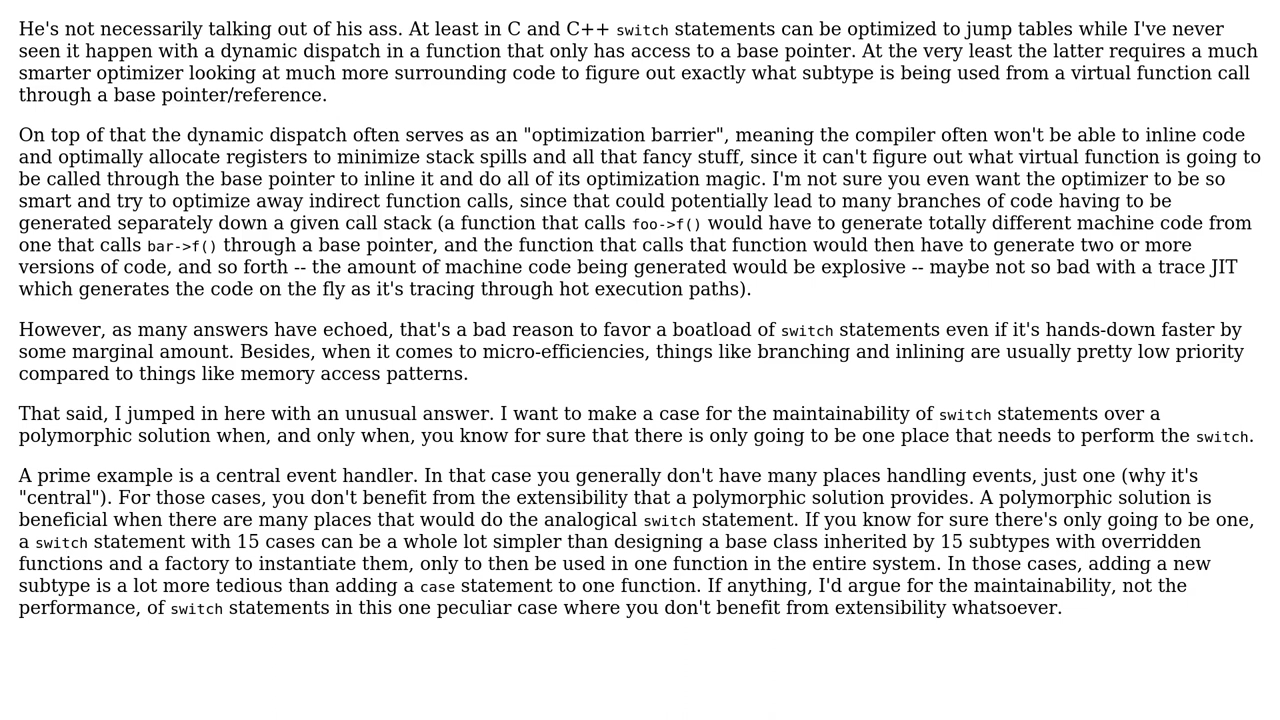 He's not necessarily talking out of his ass. At least in C and C++ switch statements can be optimized to jump tables while I've never
seen it happen with a dynamic dispatch in a function that only has access to a base pointer. At the very least the latter requires a much
smarter optimizer looking at much more surrounding code to figure out exactly what subtype is being used from a virtual function call
through a base pointer/reference.
On top of that the dynamic dispatch often serves as an "optimization barrier", meaning the compiler often won't be able to inline code
and optimally allocate registers to minimize stack spills and all that fancy stuff, since it can't figure out what virtual function is going to
be called through the base pointer to inline it and do all of its optimization magic. I'm not sure you even want the optimizer to be so
smart and try to optimize away indirect function calls, since that could potentially lead to many branches of code having to be
generated separately down a given call stack (a function that calls foo->f() would have to generate totally different machine code from
one that calls bar->f() through a base pointer, and the function that calls that function would then have to generate two or more
versions of code, and so forth -- the amount of machine code being generated would be explosive -- maybe not so bad with a trace JIT
which generates the code on the fly as it's tracing through hot execution paths).
However, as many answers have echoed, that's a bad reason to favor a boatload of switch statements even if it's hands-down faster by
some marginal amount. Besides, when it comes to micro-efficiencies, things like branching and inlining are usually pretty low priority
compared to things like memory access patterns.
That said, I jumped in here with an unusual answer. I want to make a case for the maintainability of switch statements over a
polymorphic solution when, and only when, you know for sure that there is only going to be one place that needs to perform the switch.
A prime example is a central event handler. In that case you generally don't have many places handling events, just one (why it's
"central"). For those cases, you don't benefit from the extensibility that a polymorphic solution provides. A polymorphic solution is
beneficial when there are many places that would do the analogical switch statement. If you know for sure there's only going to be one,
a switch statement with 15 cases can be a whole lot simpler than designing a base class inherited by 15 subtypes with overridden
functions and a factory to instantiate them, only to then be used in one function in the entire system. In those cases, adding a new
subtype is a lot more tedious than adding a case statement to one function. If anything, I'd argue for the maintainability, not the
performance, of switch statements in this one peculiar case where you don't benefit from extensibility whatsoever.